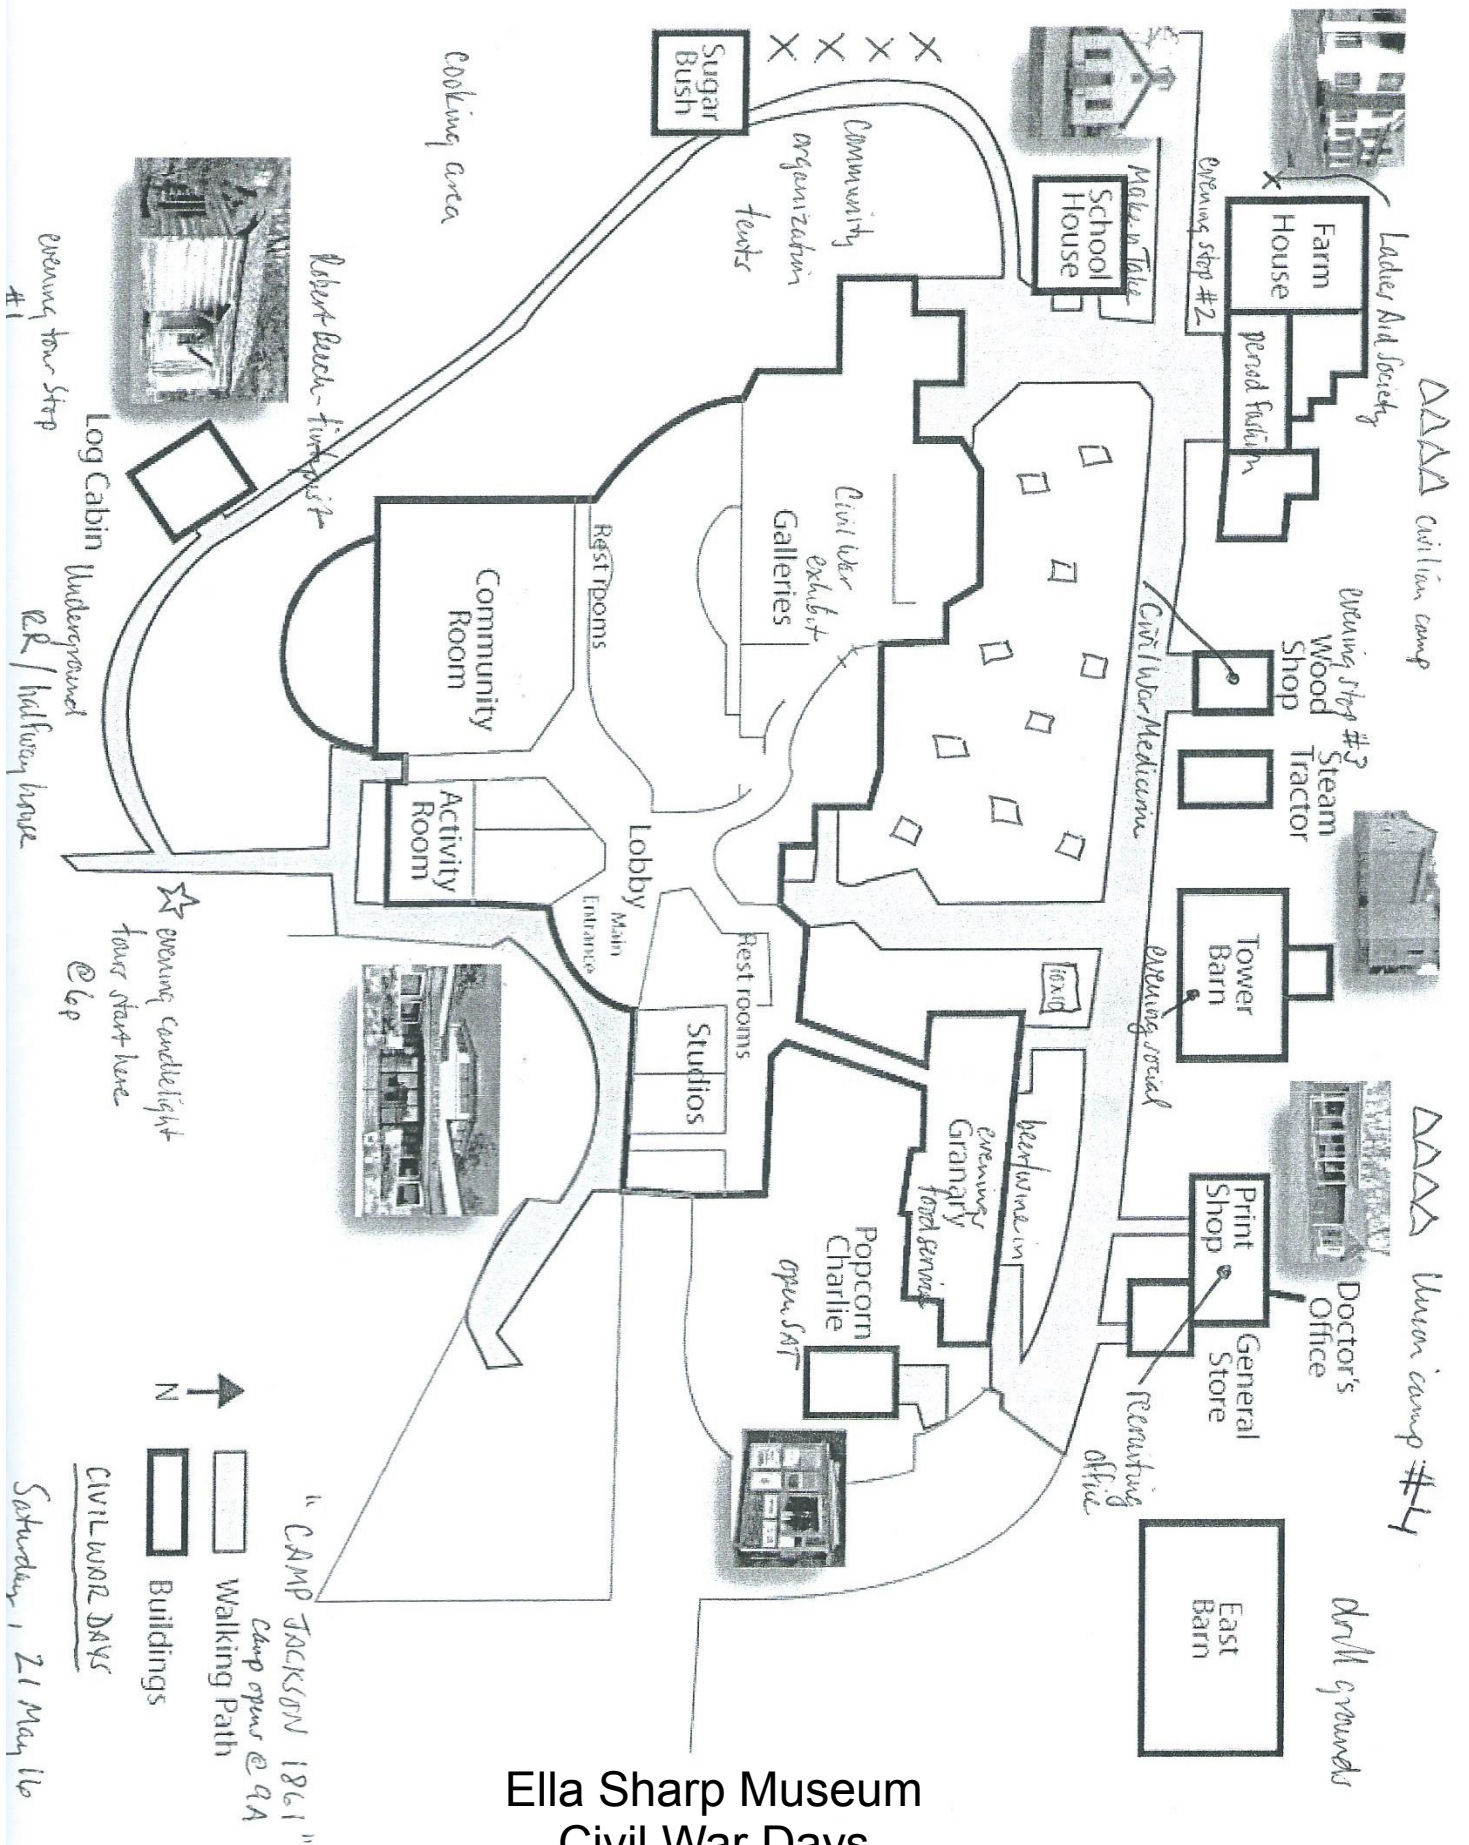 Ladies Aid Society
civilian camp
Union camp
#4
drill grounds
evening stop #3
Farm
House
period fashion
Wood
Shop
Steam
Tractor
Tower
Barn
Print
Shop
Doctor's
Office
General
Store
East
Barn
evening stop #2
Make n Take
School
House
Civil War Medicine
evening social
recruiting
office
10x10
beer/wine in
evenings
Granary
food service
Popcorn
Charlie
open SAT
Sugar
Bush
Community
organization
tents
Civil War
exhibit
Galleries
Rest rooms
Community
Room
Lobby
Main
Entrance
Rest rooms
Studios
Activity
Room
cooking area
evening tour stop
#1
Log Cabin
Underground
RR / halfway house
evening candlelight
tours start here
@ 6p
"CAMP JACKSON 1861"
Camp opens @ 9A
Walking Path
Buildings
N
CIVIL WAR DAYS
Saturday, 21 May 16
Ella Sharp Museum
Civil War Days